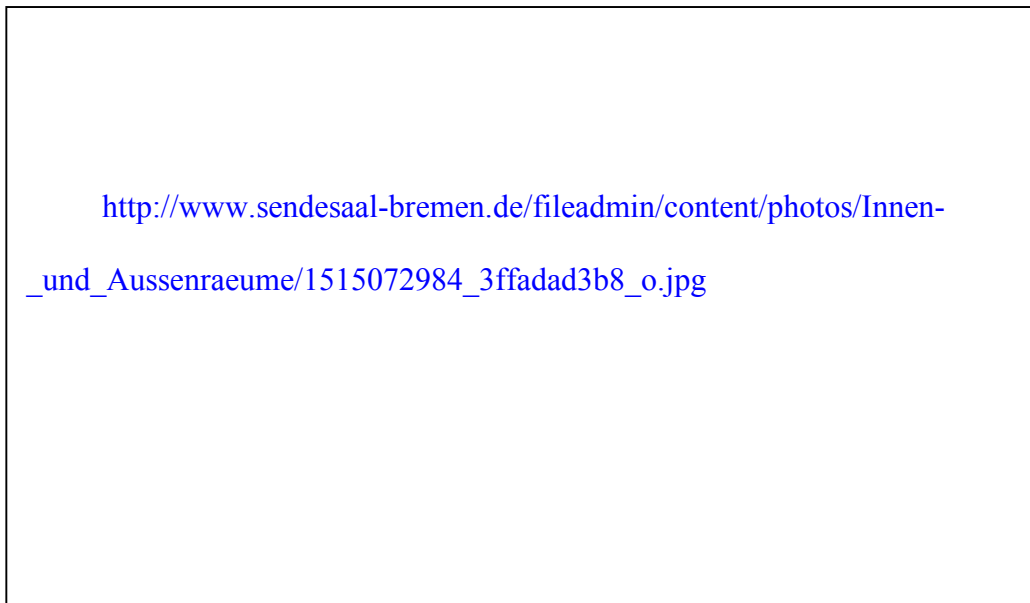 http://www.sendesaal-bremen.de/fileadmin/content/photos/Innen-
_und_Aussenraeume/1515072984_3ffadad3b8_o.jpg